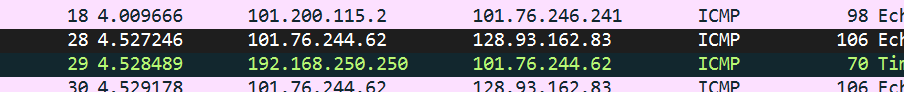 18 4.009666 101.200.115.2 101.76.246.241 ICMP 98 Ech
28 4.527246 101.76.244.62 128.93.162.83 ICMP 106 Ech
29 4.528489 192.168.250.250 101.76.244.62 ICMP 70 Tim
30 4.529178 101.76.244.62 128.93.162.83 ICMP 106 Ech